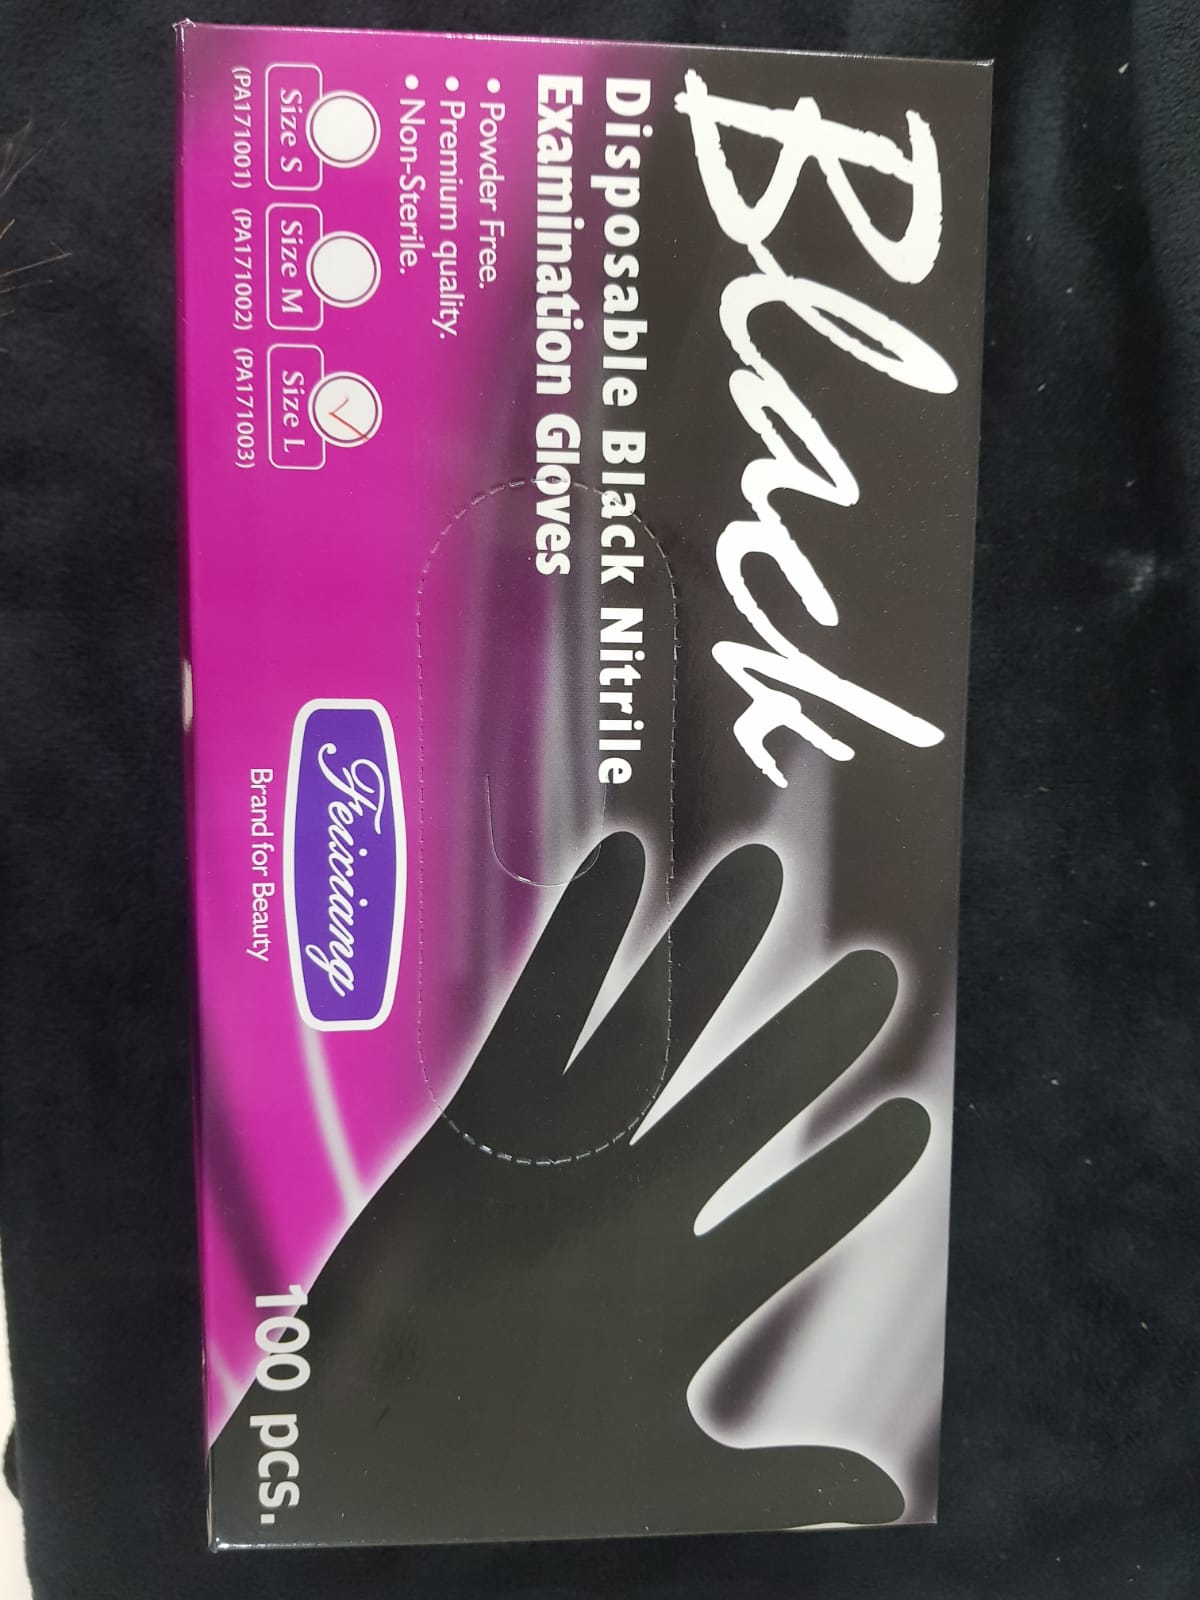 Black
Disposable Black Nitrile
Examination Gloves
• Powder Free.
• Premium quality.
• Non-Sterile.
Size S Size M Size L
(PA171001) (PA171002) (PA171003)
Feixiang
Brand for Beauty
100 pcs.